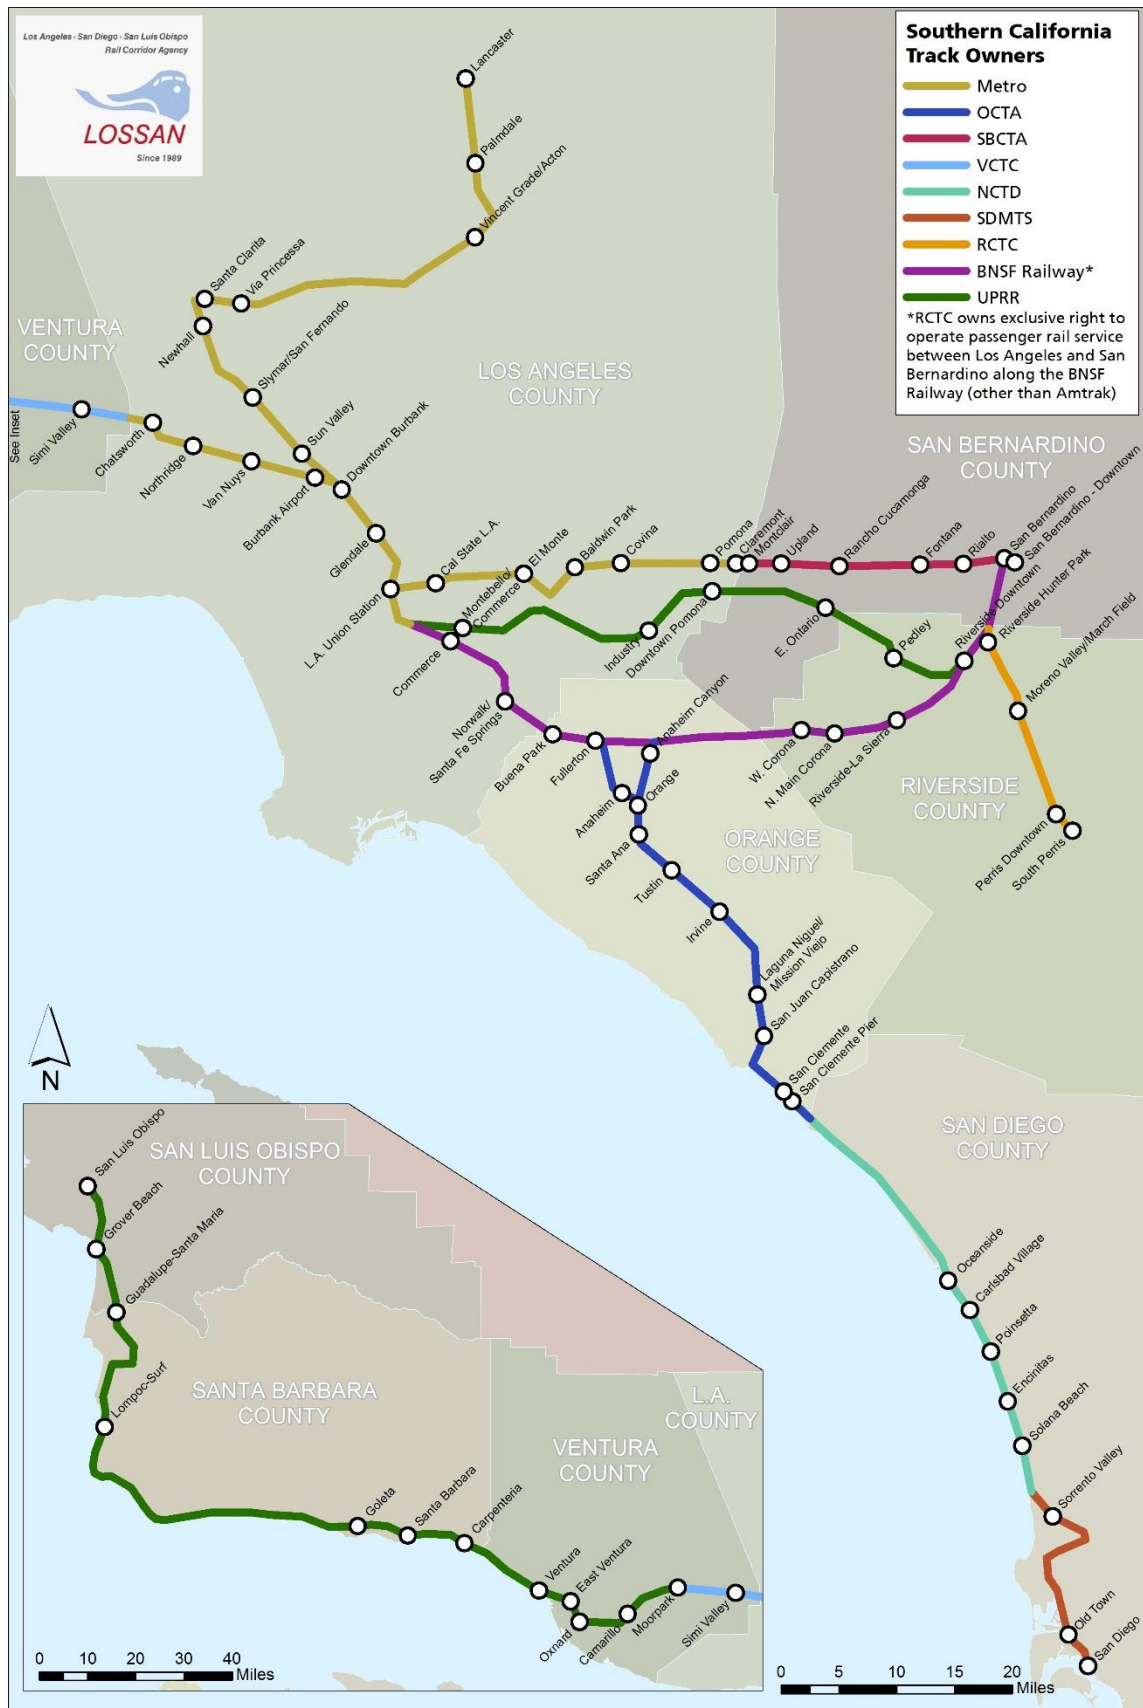 Los Angeles - San Diego - San Luis Obispo
Rail Corridor Agency
LOSSAN
Since 1989
Southern California
Track Owners
Metro
OCTA
SBCTA
VCTC
NCTD
SDMTS
RCTC
BNSF Railway*
UPRR
*RCTC owns exclusive right to
operate passenger rail service
between Los Angeles and San
Bernardino along the BNSF
Railway (other than Amtrak)
Lancaster
Palmdale
Vincent Grade/Acton
Santa Clarita
Via Princessa
Newhall
Slymar/San Fernando
VENTURA
COUNTY
LOS ANGELES
COUNTY
SAN BERNARDINO
COUNTY
See Inset
Simi Valley
Chatsworth
Northridge
Van Nuys
Burbank Airport
Sun Valley
Downtown Burbank
Glendale
L.A. Union Station
Cal State L.A.
El Monte
Baldwin Park
Covina
Pomona
Claremont
Montclair
Upland
Rancho Cucamonga
Fontana
Rialto
San Bernardino
San Bernardino - Downtown
Montebello/
Commerce
Commerce
Industry
Downtown Pomona
E. Ontario
Pedley
Riverside Downtown
Riverside Hunter Park
Moreno Valley/March Field
Norwalk/
Santa Fe Springs
Buena Park
Fullerton
Anaheim Canyon
W. Corona
N. Main Corona
Riverside-La Sierra
RIVERSIDE
COUNTY
Perris Downtown
South Perris
Anaheim
Orange
Santa Ana
ORANGE
COUNTY
Tustin
Irvine
Laguna Niguel/
Mission Viejo
San Juan Capistrano
San Clemente
San Clemente Pier
N
SAN DIEGO
COUNTY
Oceanside
Carlsbad Village
Poinsetta
Encinitas
Solana Beach
Sorrento Valley
Old Town
San Diego
San Luis Obispo
SAN LUIS OBISPO
COUNTY
Grover Beach
Guadalupe-Santa Maria
Lompoc-Surf
SANTA BARBARA
COUNTY
L.A.
COUNTY
VENTURA
COUNTY
Goleta
Santa Barbara
Carpenteria
Ventura
East Ventura
Oxnard
Camarillo
Moorpark
Simi Valley
0 10 20 30 40
Miles
0 5 10 15 20
Miles